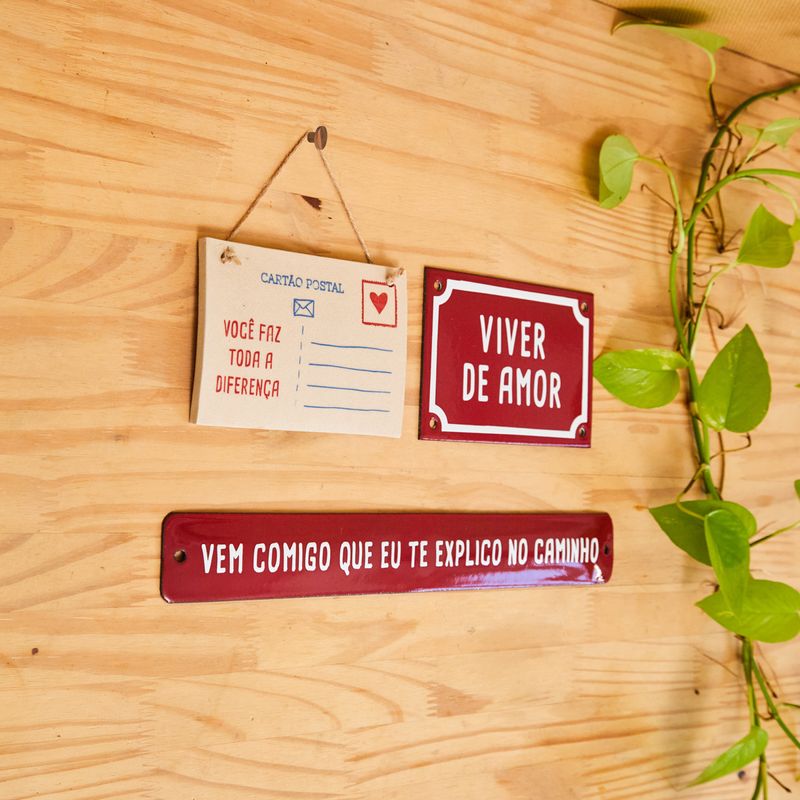 CARTÃO POSTAL
VOCÊ FAZ
TODA A
DIFERENÇA
VIVER
DE AMOR
VEM COMIGO QUE EU TE EXPLICO NO CAMINHO